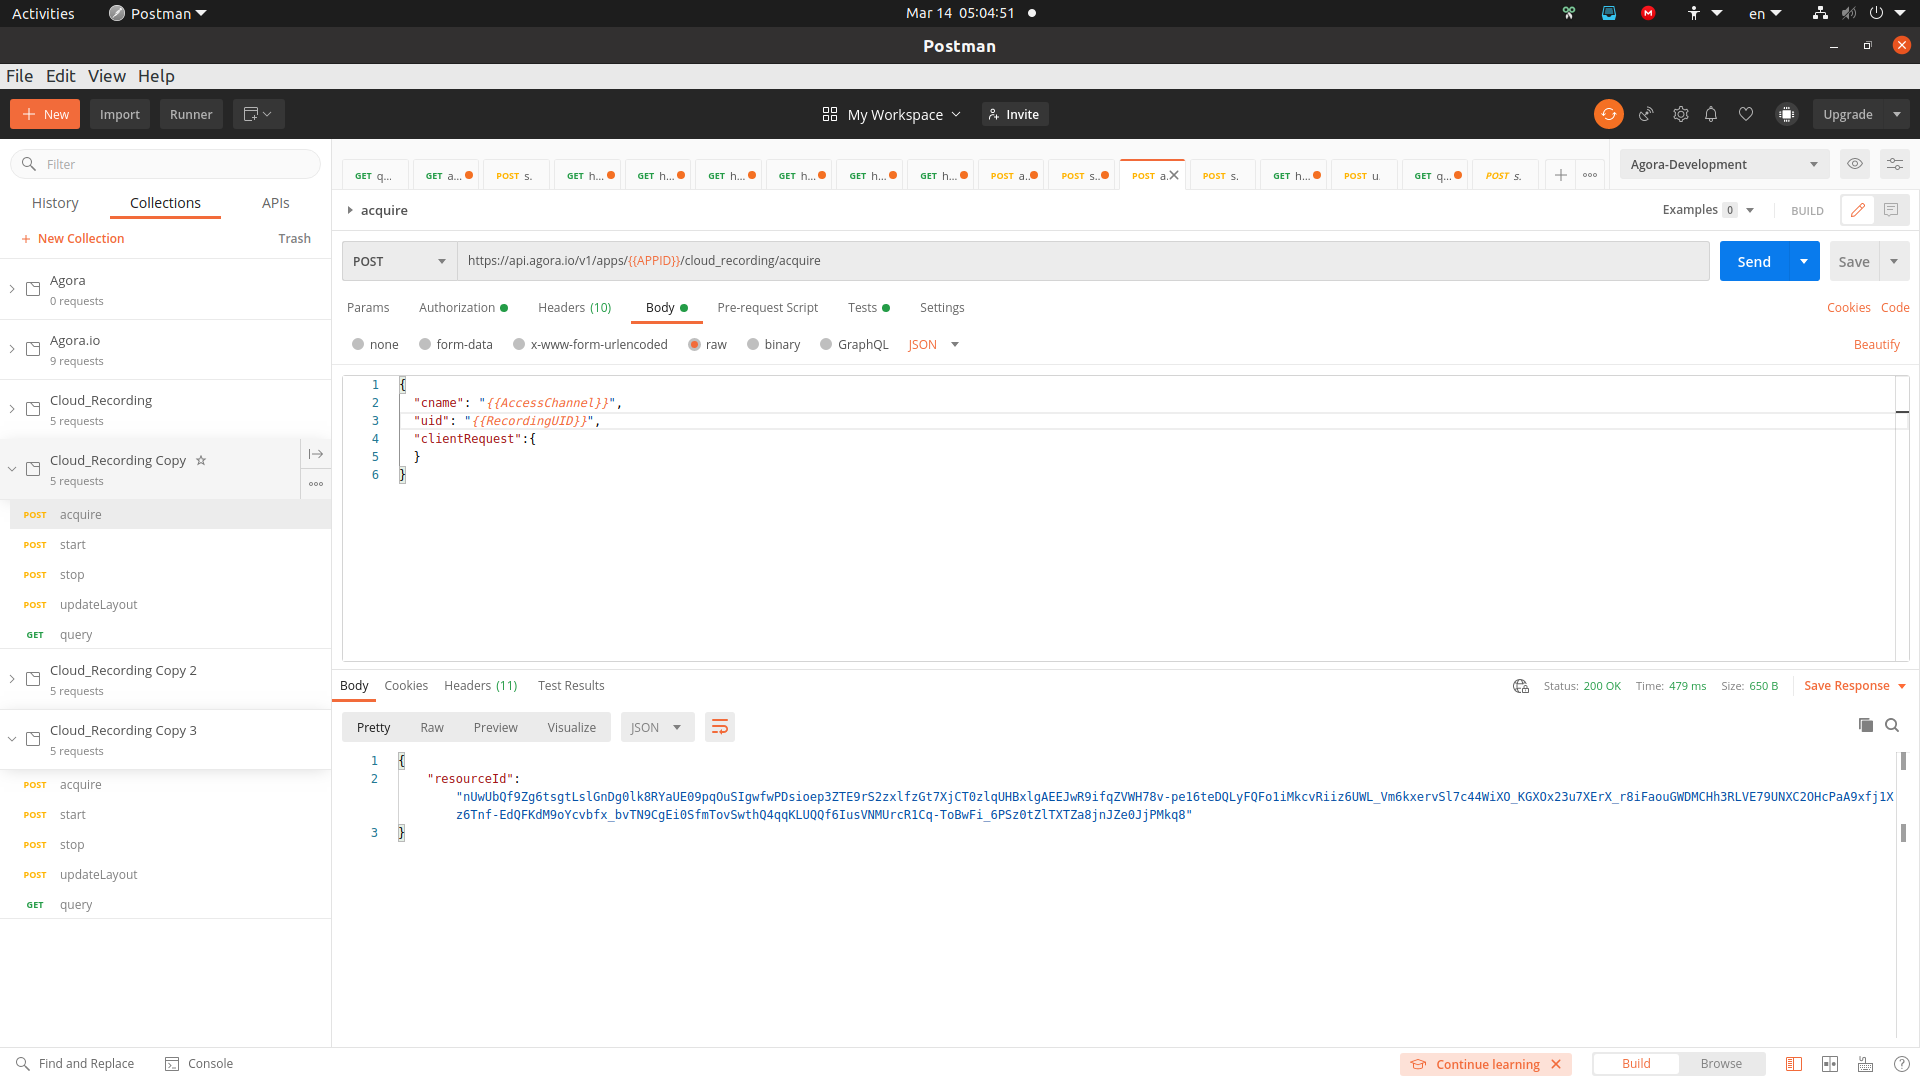 Activities Postman Mar 14 05:04:51 en
Postman
File Edit View Help
New Import Runner My Workspace Invite Upgrade
Filter
History Collections APIs
+ New Collection Trash
Agora
0 requests
Agora.io
9 requests
Cloud_Recording
5 requests
Cloud_Recording Copy
5 requests
POST acquire
POST start
POST stop
POST updateLayout
GET query
Cloud_Recording Copy 2
5 requests
Cloud_Recording Copy 3
5 requests
POST acquire
POST start
POST stop
POST updateLayout
GET query
GET q... GET a... POST s. GET h... GET h... GET h... GET h... GET h... GET h... POST a.. POST s.. POST a. POST s. GET h... POST u. GET q... POST s.
Agora-Development
acquire Examples 0 BUILD
POST https://api.agora.io/v1/apps/{{APPID}}/cloud_recording/acquire Send Save
Params Authorization Headers (10) Body Pre-request Script Tests Settings Cookies Code
none form-data x-www-form-urlencoded raw binary GraphQL JSON Beautify
1 {
2 "cname": "{{AccessChannel}}",
3 "uid": "{{RecordingUID}}",
4 "clientRequest":{
5 }
6 }
Body Cookies Headers (11) Test Results Status: 200 OK Time: 479 ms Size: 650 B Save Response
Pretty Raw Preview Visualize JSON
1 {
2 "resourceId":
"nUwUbQf9Zg6tsgtLslGnDg0lk8RYaUE09pqOuSIgwfwPDsioep3ZTE9rS2zxlfzGt7XjCT0zlqUHBxlgAEEJwR9ifqZVWH78v-pe16teDQLyFQFo1iMkcvRiiz6UWL_Vm6kxervSl7c44WiXO_KGXOx23u7XErX_r8iFaouGWDMCHh3RLVE79UNXC2OHcPaA9xfj1X
z6Tnf-EdQFKdM9oYcvbfx_bvTN9CgEi0SfmTovSwthQ4qqKLUQQf6IusVNMUrcR1Cq-ToBwFi_6PSz0tZlTXTZa8jnJZe0JjPMkq8"
3 }
Find and Replace Console Continue learning Build Browse